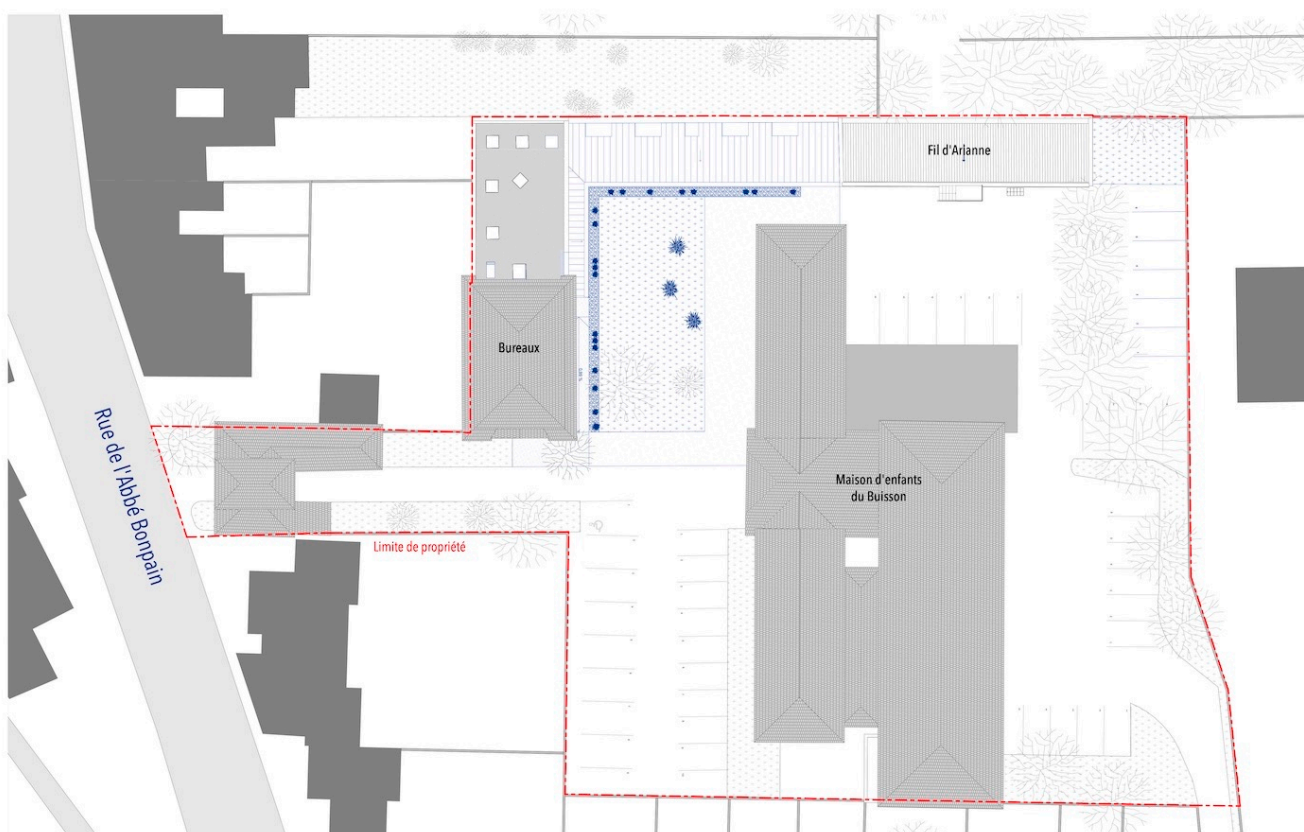 Fil d'Arianne
Bureaux
Rue de l'Abbé Bonpain
Maison d'enfants
du Buisson
Limite de propriété